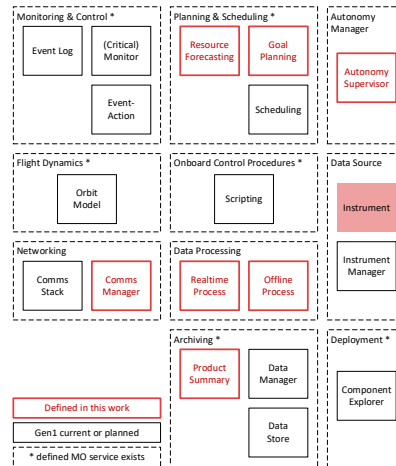 Monitoring & Control *
Event Log
(Critical)
Monitor
Event-
Action
Planning & Scheduling *
Resource
Forecasting
Goal
Planning
Scheduling
Autonomy
Manager
Autonomy
Supervisor
Flight Dynamics *
Orbit
Model
Onboard Control Procedures *
Scripting
Data Source
Instrument
Instrument
Manager
Networking
Comms
Stack
Comms
Manager
Data Processing
Realtime
Process
Offline
Process
Archiving *
Product
Summary
Data
Manager
Data
Store
Deployment *
Component
Explorer
Defined in this work
Gen1 current or planned
* defined MO service exists